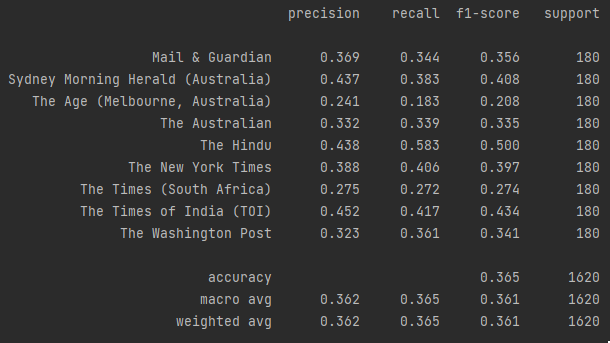 precision recall f1-score support
Mail & Guardian 0.369 0.344 0.356 180
Sydney Morning Herald (Australia) 0.437 0.383 0.408 180
The Age (Melbourne, Australia) 0.241 0.183 0.208 180
The Australian 0.332 0.339 0.335 180
The Hindu 0.438 0.583 0.500 180
The New York Times 0.388 0.406 0.397 180
The Times (South Africa) 0.275 0.272 0.274 180
The Times of India (TOI) 0.452 0.417 0.434 180
The Washington Post 0.323 0.361 0.341 180
accuracy 0.365 1620
macro avg 0.362 0.365 0.361 1620
weighted avg 0.362 0.365 0.361 1620